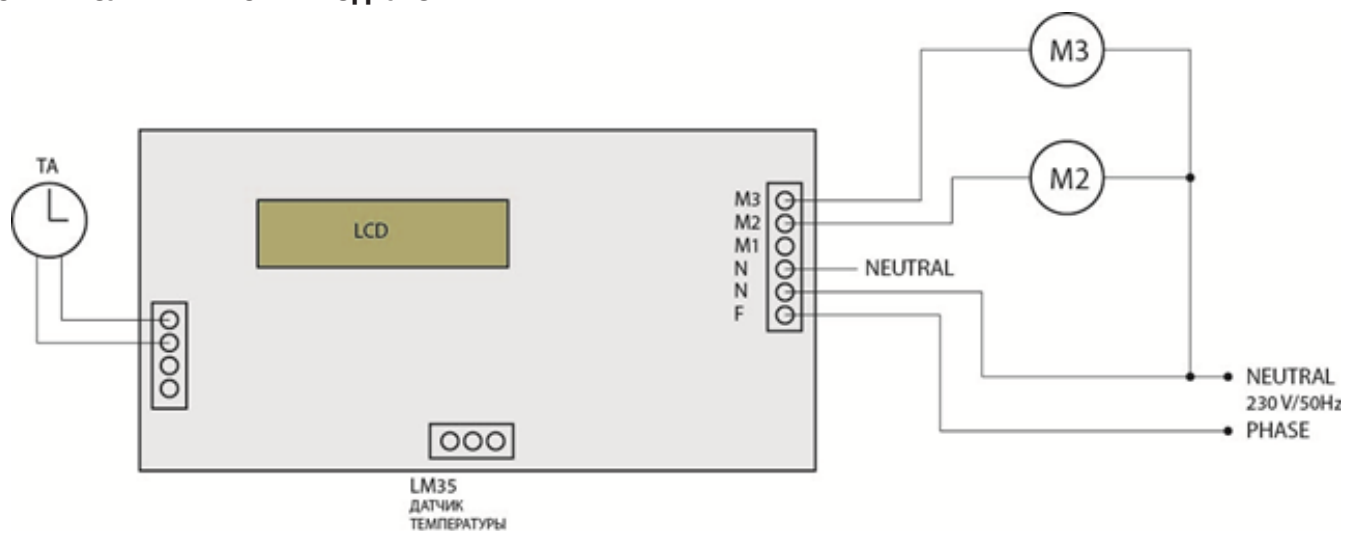 M3
M2
TA
LCD
M3
M2
M1
N
NEUTRAL
N
F
NEUTRAL
230 V/50Hz
PHASE
LM35
ДАТЧИК
ТЕМПЕРАТУРЫ